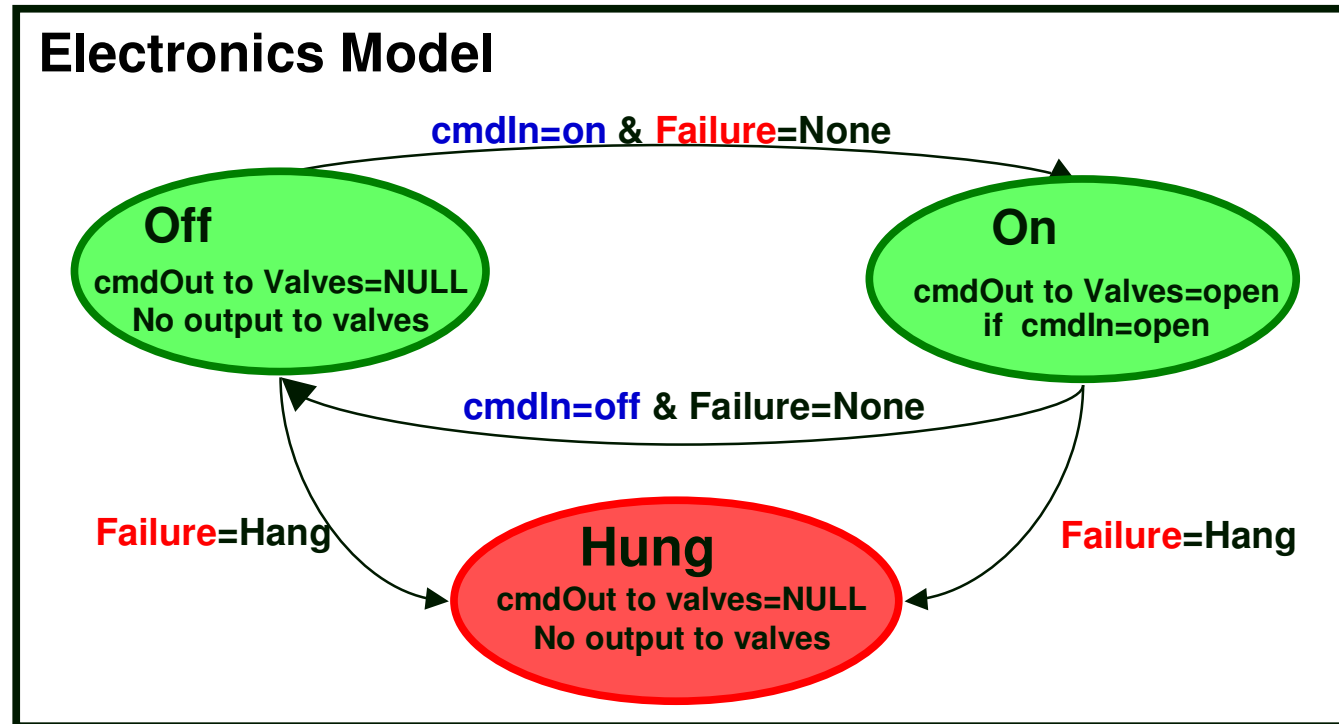 Electronics Model
cmdIn=on & Failure=None
Off
cmdOut to Valves=NULL
No output to valves
On
cmdOut to Valves=open
if cmdIn=open
cmdIn=off & Failure=None
Failure=Hang
Failure=Hang
Hung
cmdOut to valves=NULL
No output to valves